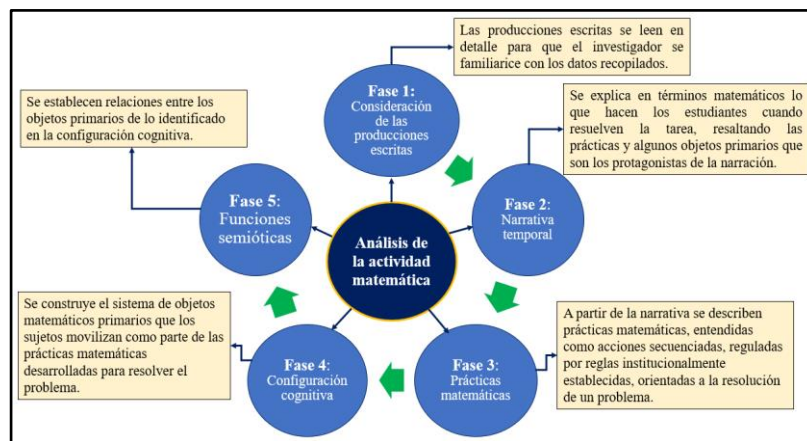 Las producciones escritas se leen en
detalle para que el investigador se
familiarice con los datos recopilados.
Fase 1:
Consideración
de las
producciones
escritas
Se explica en términos matemáticos lo
que hacen los estudiantes cuando
resuelven la tarea, resaltando las
prácticas y algunos objetos primarios que
son los protagonistas de la narración.
Fase 2:
Narrativa
temporal
A partir de la narrativa se describen
prácticas matemáticas, entendidas
como acciones secuenciadas, reguladas
por reglas institucionalmente
establecidas, orientadas a la resolución
de un problema.
Fase 3:
Prácticas
matemáticas
Se construye el sistema de objetos
matemáticos primarios que los
sujetos movilizan como parte de las
prácticas matemáticas
desarrolladas para resolver el
problema.
Fase 4:
Configuración
cognitiva
Se establecen relaciones entre los
objetos primarios de lo identificado
en la configuración cognitiva.
Fase 5:
Funciones
semióticas
Análisis de
la actividad
matemática